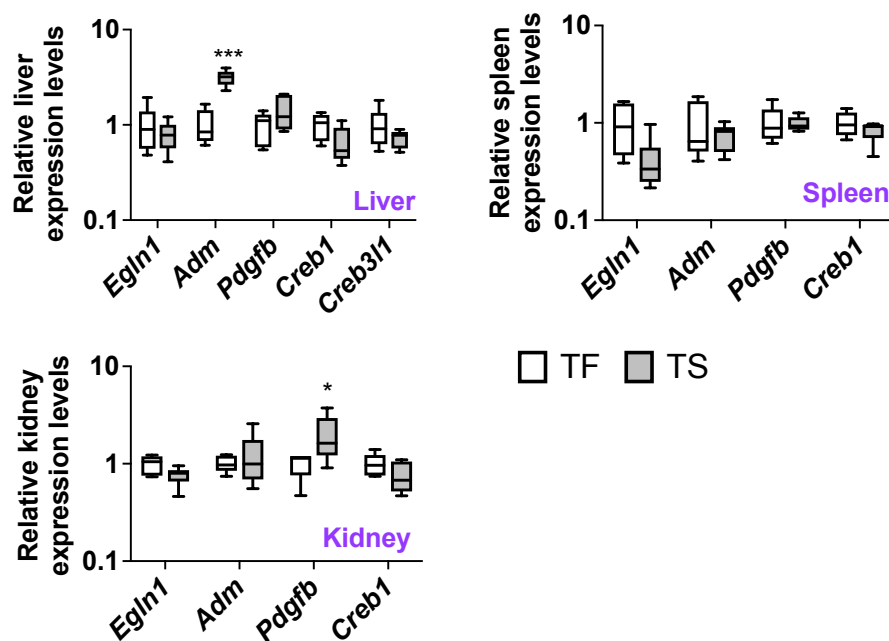 Relative liver
expression levels
10
1
0.1
***
Liver
Egln1
Adm
Pdgfb
Creb1
Creb3l1
Relative spleen
expression levels
10
1
0.1
Spleen
Egln1
Adm
Pdgfb
Creb1
Relative kidney
expression levels
10
1
0.1
*
Kidney
Egln1
Adm
Pdgfb
Creb1
TF
TS